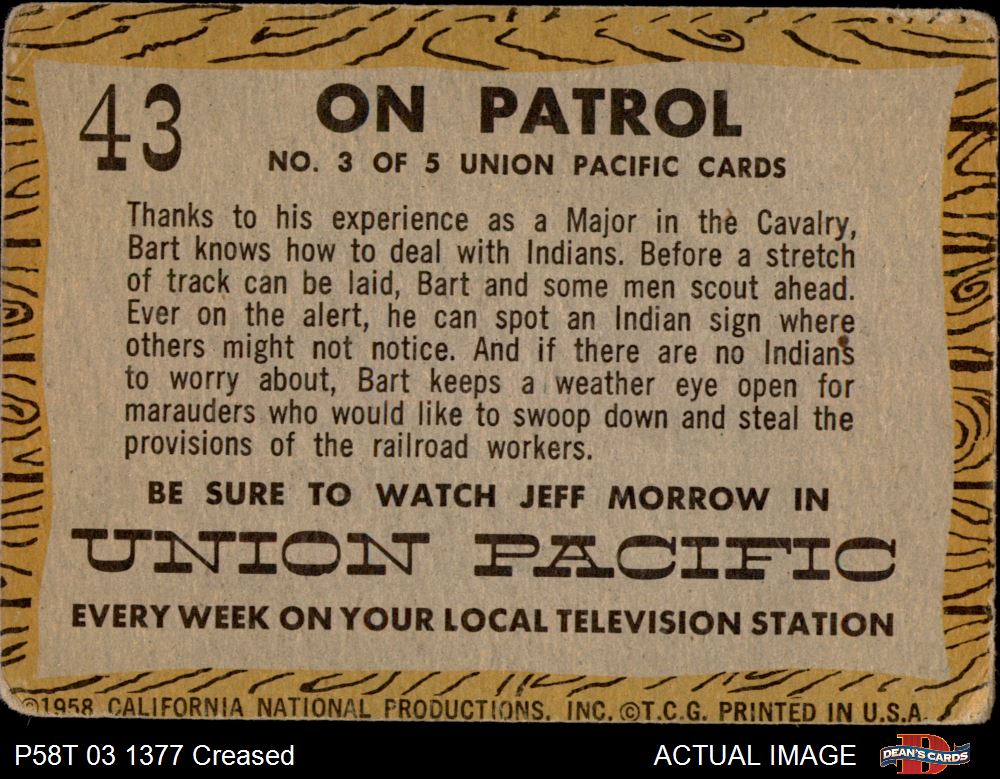 43
ON PATROL
NO. 3 OF 5 UNION PACIFIC CARDS
Thanks to his experience as a Major in the Cavalry,
Bart knows how to deal with Indians. Before a stretch
of track can be laid, Bart and some men scout ahead.
Ever on the alert, he can spot an Indian sign where
others might not notice. And if there are no Indians
to worry about, Bart keeps a weather eye open for
marauders who would like to swoop down and steal the
provisions of the railroad workers.
BE SURE TO WATCH JEFF MORROW IN
UNION PACIFIC
EVERY WEEK ON YOUR LOCAL TELEVISION STATION
©1958 CALIFORNIA NATIONAL PRODUCTIONS, INC. ©T.C.G. PRINTED IN U.S.A.
P58T 03 1377 Creased
ACTUAL IMAGE
DEAN'S CARDS